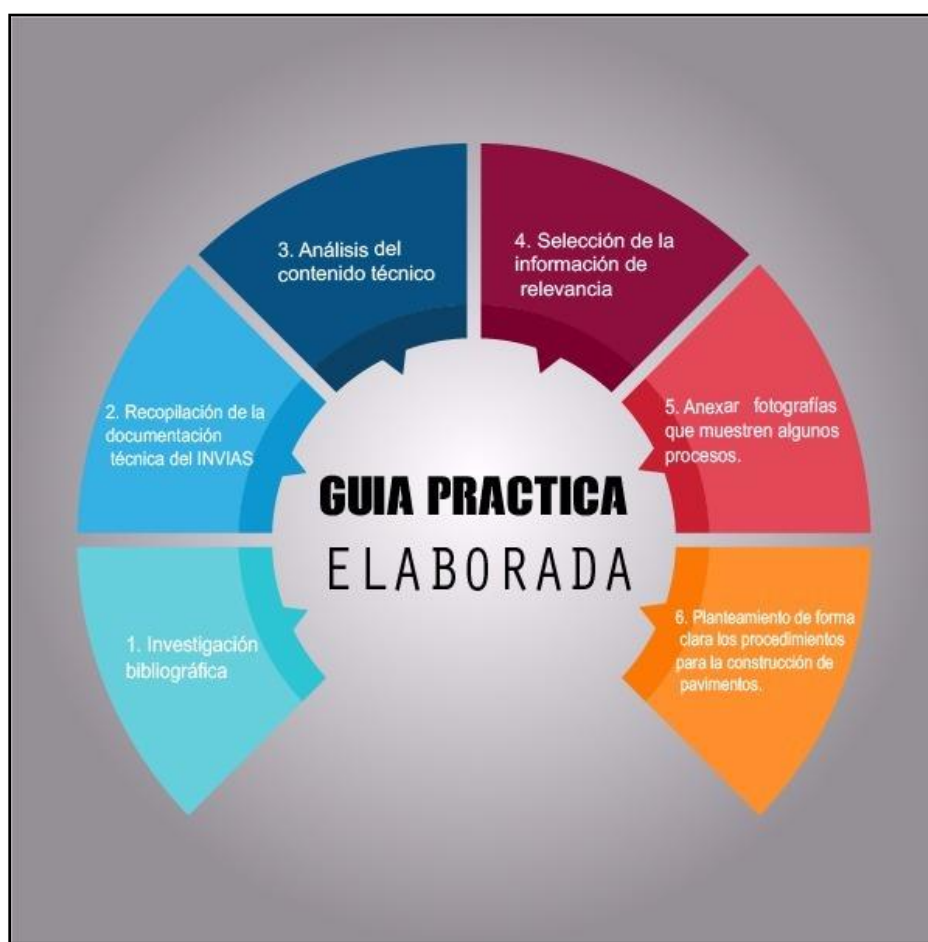 1. Investigación
bibliográfica
2. Recopilación de la
documentación
técnica del INVIAS
3. Análisis del
contenido técnico
4. Selección de la
información de
relevancia
5. Anexar fotografías
que muestren algunos
procesos.
6. Planteamiento de forma
clara los procedimientos
para la construcción de
pavimentos.
GUIA PRACTICA
ELABORADA